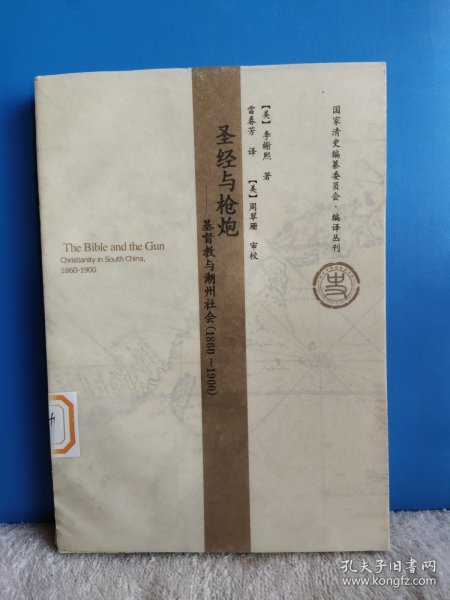 国家清史编纂委员会·编译丛刊
【美】李榭熙 著
雷春芳 译 【美】周翠珊 审校
圣经与枪炮
——基督教与潮州社会(1860~1900)
The Bible and the Gun
Christianity in South China,
1860-1900
史
孔夫子旧书网
www.kongfz.com